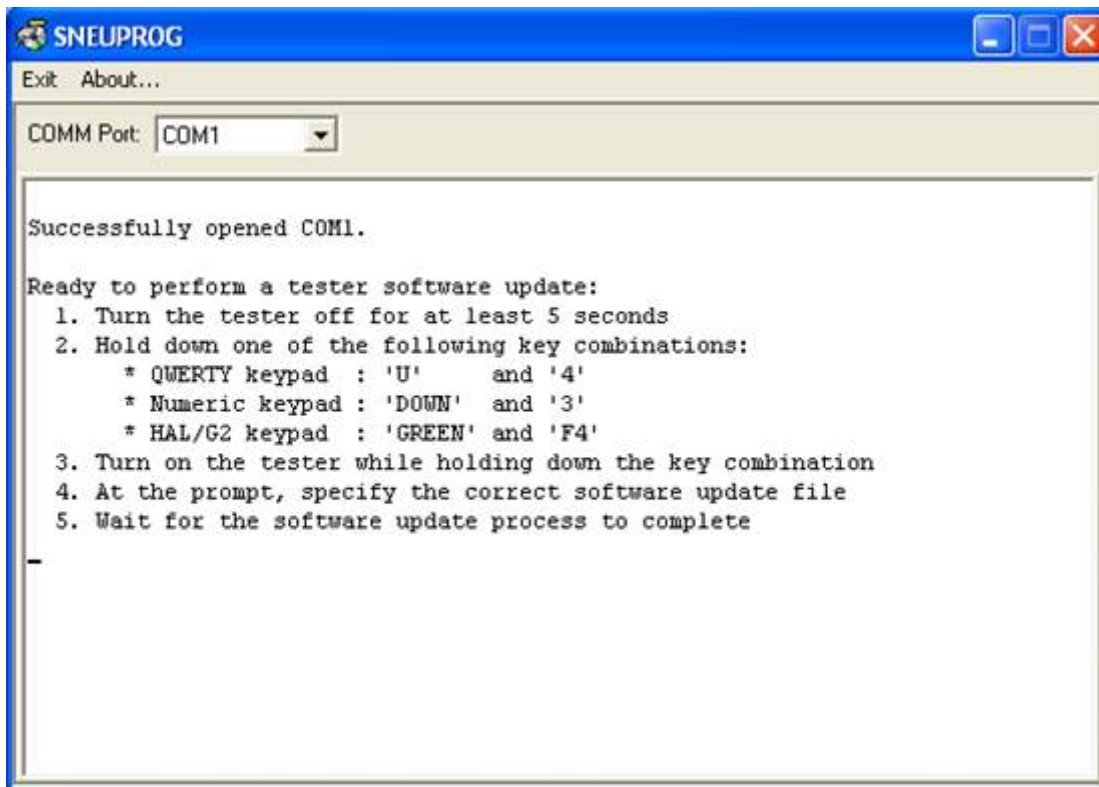 SNEUPROG
Exit About...
COMM Port: COM1
Successfully opened COM1.
Ready to perform a tester software update:
1. Turn the tester off for at least 5 seconds
2. Hold down one of the following key combinations:
* QWERTY keypad : 'U' and '4'
* Numeric keypad : 'DOWN' and '3'
* HAL/G2 keypad : 'GREEN' and 'F4'
3. Turn on the tester while holding down the key combination
4. At the prompt, specify the correct software update file
5. Wait for the software update process to complete